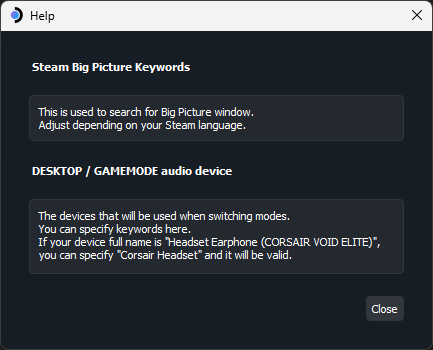 Help
Steam Big Picture Keywords
This is used to search for Big Picture window.
Adjust depending on your Steam language.
DESKTOP / GAMEMODE audio device
The devices that will be used when switching modes.
You can specify keywords here.
If your device full name is "Headset Earphone (CORSAIR VOID ELITE)",
you can specify "Corsair Headset" and it will be valid.
Close